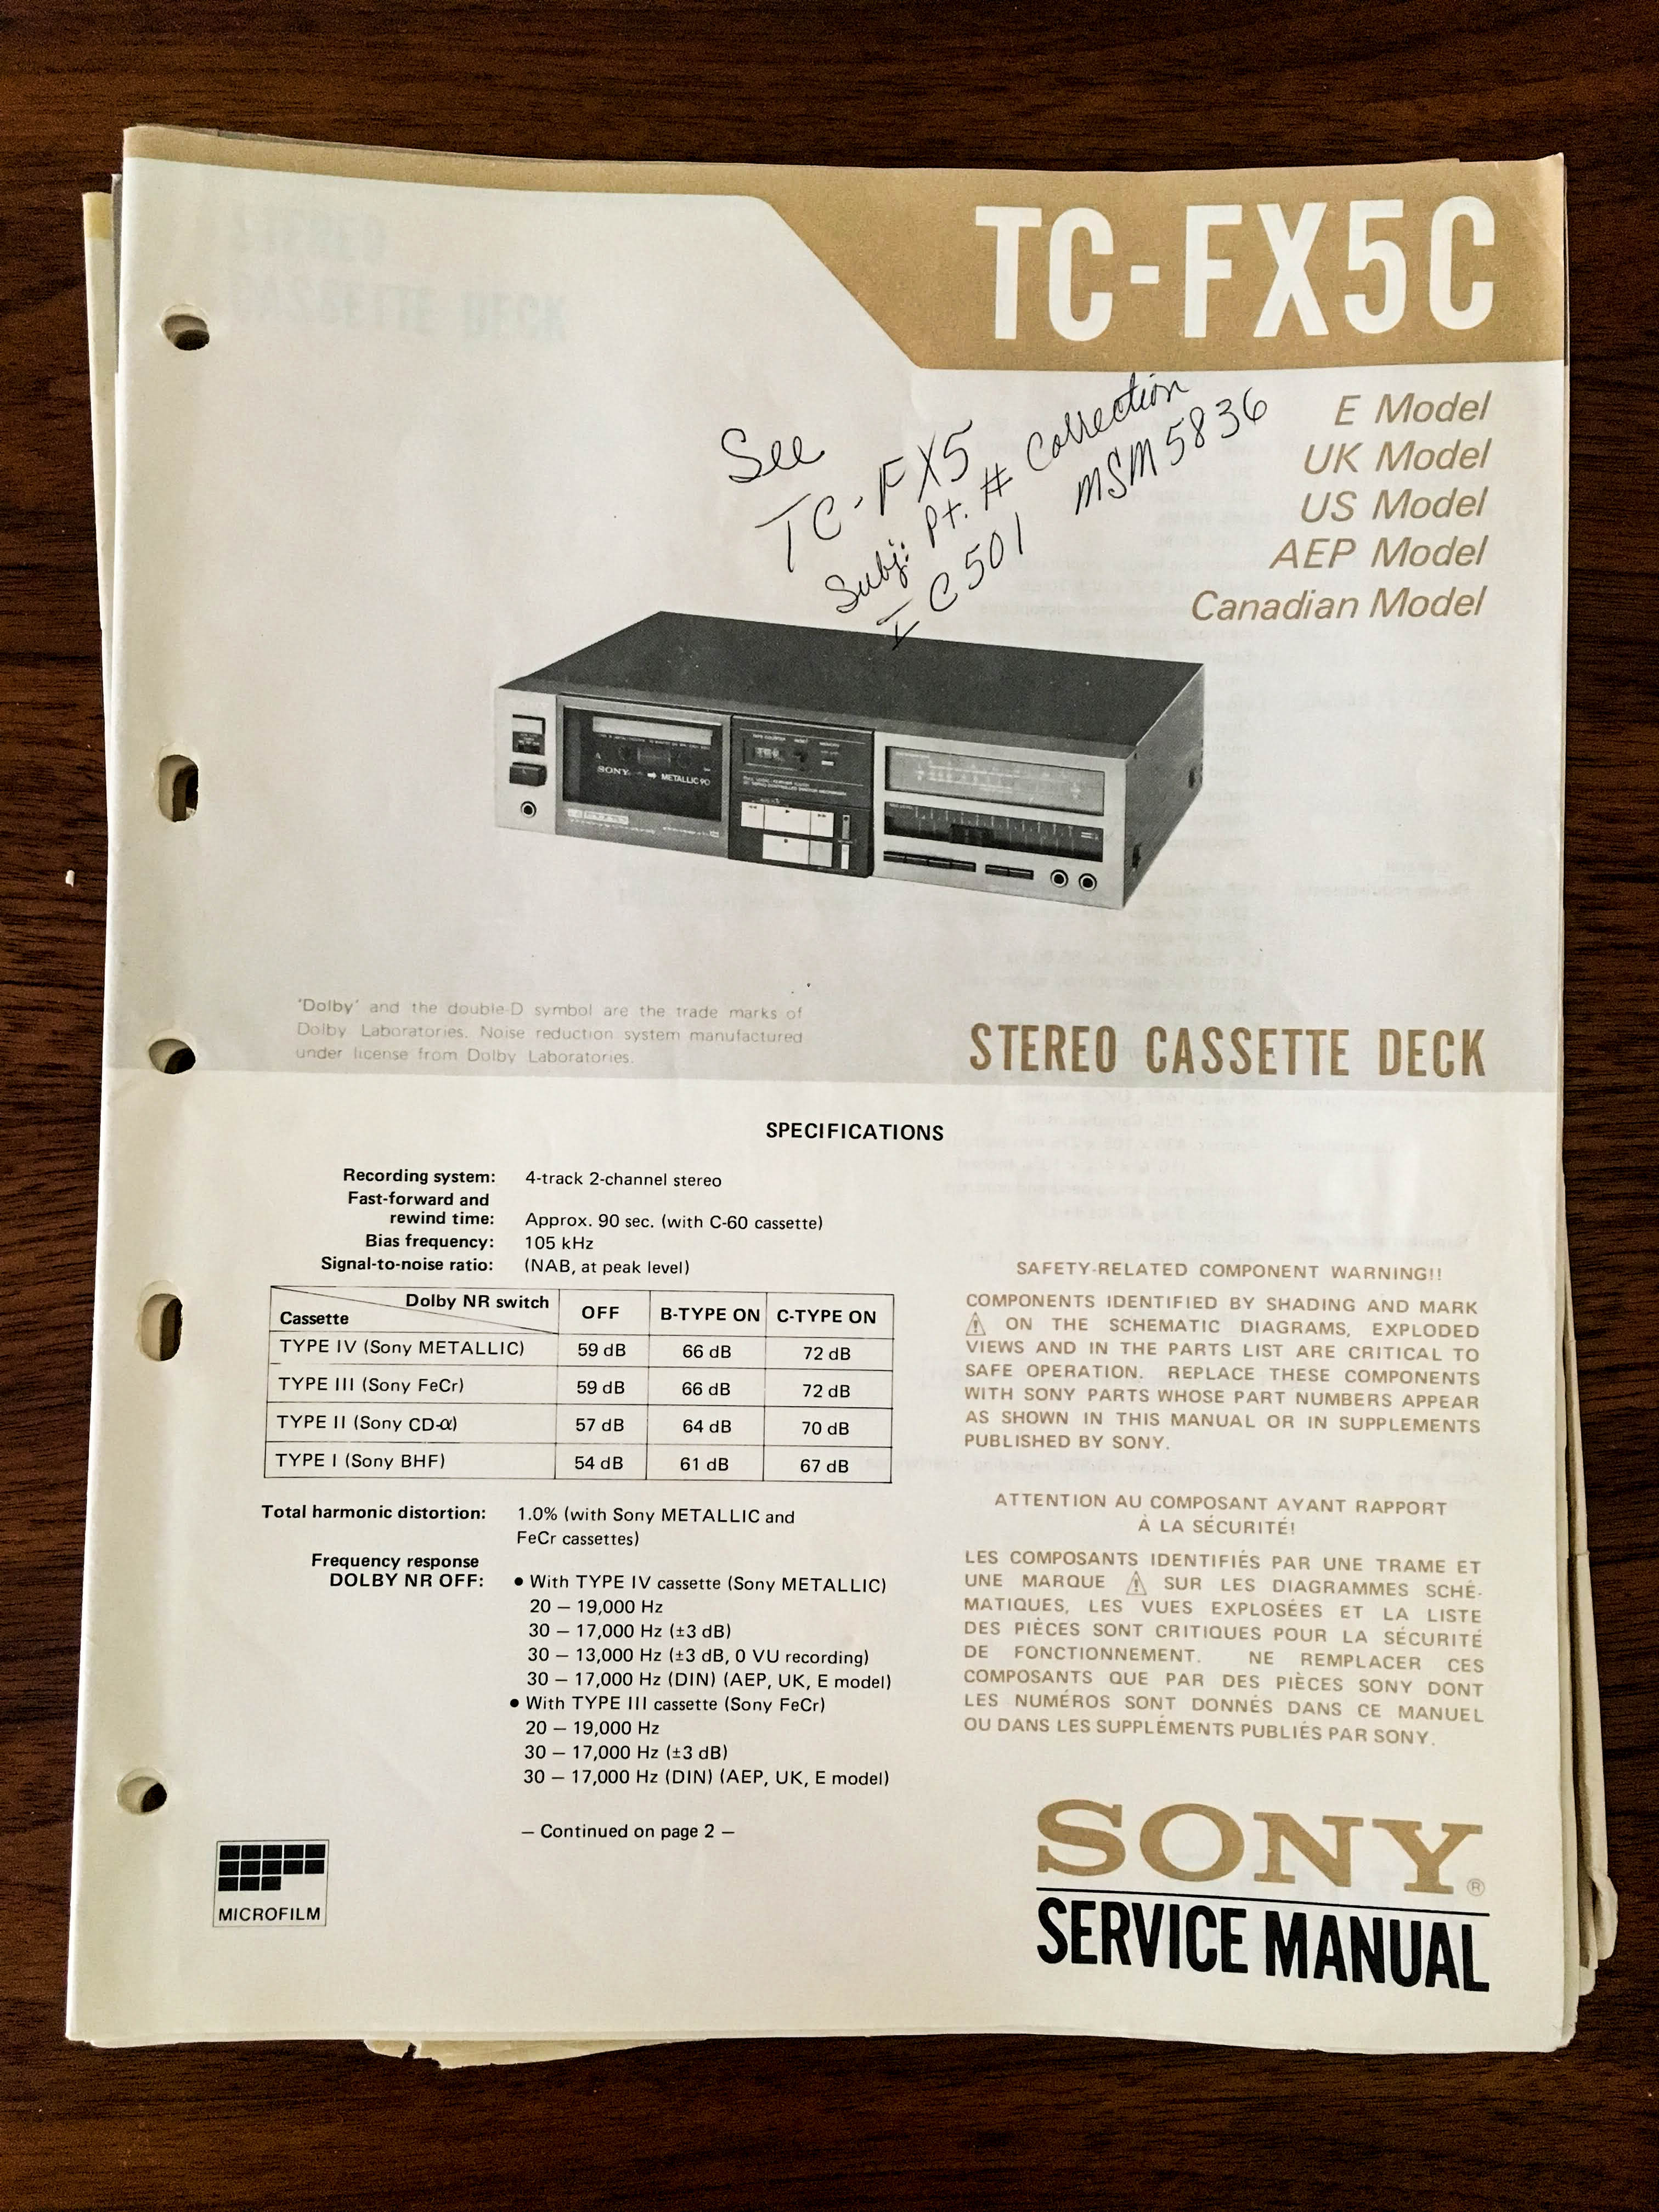 TC-FX5C
See
TC-FX5
Subj: Pt. # Correction
IC501 MSM5836
E Model
UK Model
US Model
AEP Model
Canadian Model
SONY METALLIC 90
'Dolby' and the double-D symbol are the trade marks of
Dolby Laboratories. Noise reduction system manufactured
under license from Dolby Laboratories.
STEREO CASSETTE DECK
SPECIFICATIONS
Recording system: 4-track 2-channel stereo
Fast-forward and
rewind time: Approx. 90 sec. (with C-60 cassette)
Bias frequency: 105 kHz
Signal-to-noise ratio: (NAB, at peak level)
Dolby NR switch
Cassette OFF B-TYPE ON C-TYPE ON
TYPE IV (Sony METALLIC) 59 dB 66 dB 72 dB
TYPE III (Sony FeCr) 59 dB 66 dB 72 dB
TYPE II (Sony CD-α) 57 dB 64 dB 70 dB
TYPE I (Sony BHF) 54 dB 61 dB 67 dB
Total harmonic distortion: 1.0% (with Sony METALLIC and
FeCr cassettes)
Frequency response
DOLBY NR OFF: ● With TYPE IV cassette (Sony METALLIC)
20 – 19,000 Hz
30 – 17,000 Hz (±3 dB)
30 – 13,000 Hz (±3 dB, 0 VU recording)
30 – 17,000 Hz (DIN) (AEP, UK, E model)
● With TYPE III cassette (Sony FeCr)
20 – 19,000 Hz
30 – 17,000 Hz (±3 dB)
30 – 17,000 Hz (DIN) (AEP, UK, E model)
– Continued on page 2 –
MICROFILM
SAFETY-RELATED COMPONENT WARNING!!
COMPONENTS IDENTIFIED BY SHADING AND MARK
⚠ ON THE SCHEMATIC DIAGRAMS, EXPLODED
VIEWS AND IN THE PARTS LIST ARE CRITICAL TO
SAFE OPERATION. REPLACE THESE COMPONENTS
WITH SONY PARTS WHOSE PART NUMBERS APPEAR
AS SHOWN IN THIS MANUAL OR IN SUPPLEMENTS
PUBLISHED BY SONY.
ATTENTION AU COMPOSANT AYANT RAPPORT
À LA SÉCURITÉ!
LES COMPOSANTS IDENTIFIÉS PAR UNE TRAME ET
UNE MARQUE ⚠ SUR LES DIAGRAMMES SCHÉ-
MATIQUES, LES VUES EXPLOSÉES ET LA LISTE
DES PIÈCES SONT CRITIQUES POUR LA SÉCURITÉ
DE FONCTIONNEMENT. NE REMPLACER CES
COMPOSANTS QUE PAR DES PIÈCES SONY DONT
LES NUMÉROS SONT DONNÉS DANS CE MANUEL
OU DANS LES SUPPLÉMENTS PUBLIÉS PAR SONY.
SONY®
SERVICE MANUAL